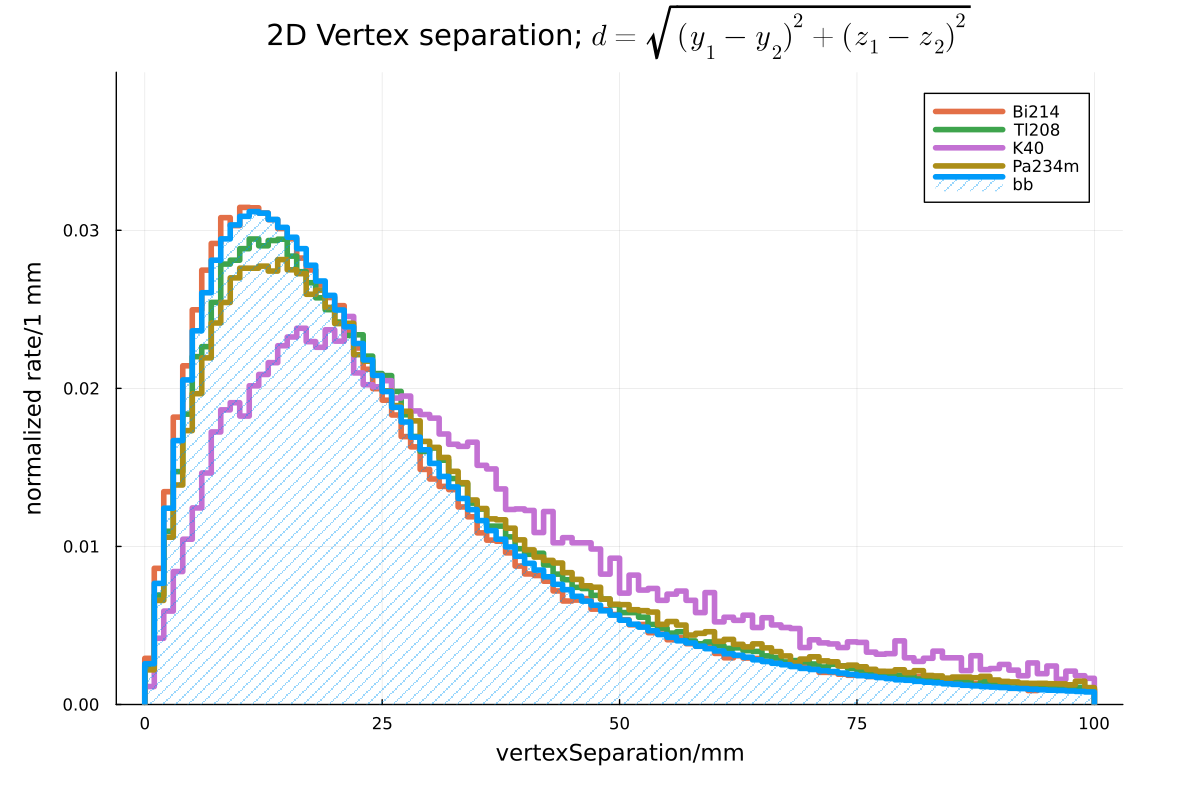 2D Vertex separation; d = √(y₁ − y₂)² + (z₁ − z₂)²
Bi214
Tl208
K40
Pa234m
bb
normalized rate/1 mm
0.03
0.02
0.01
0.00
0 25 50 75 100
vertexSeparation/mm